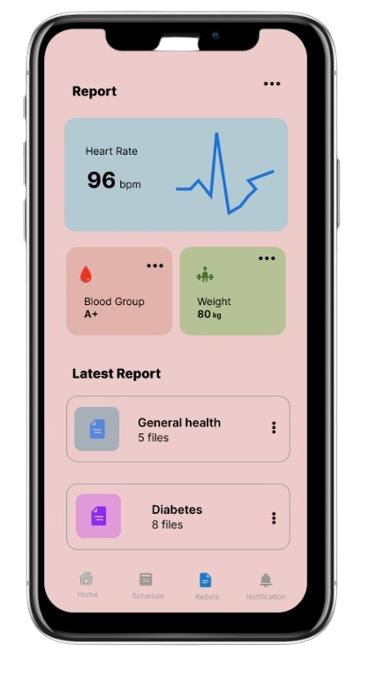 Report
Heart Rate
96 bpm
Blood Group
A+
Weight
80 kg
Latest Report
General health
5 files
Diabetes
8 files
Home
Schedule
Repots
Notification